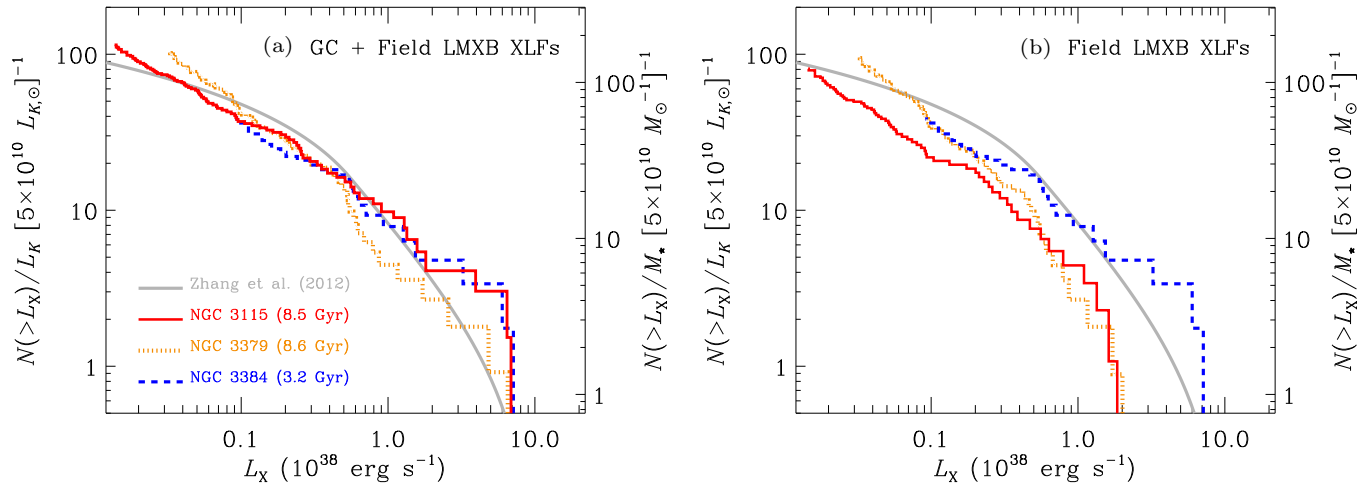 (a) GC + Field LMXB XLFs
N(>L_X)/L_K [5×10^10 L_K,⊙]^-1
100
10
1
Zhang et al. (2012)
NGC 3115 (8.5 Gyr)
NGC 3379 (8.6 Gyr)
NGC 3384 (3.2 Gyr)
0.1 1.0 10.0
L_X (10^38 erg s^-1)
100
10
1
N(>L_X)/M_★ [5×10^10 M_⊙^-1]^-1
(b) Field LMXB XLFs
N(>L_X)/L_K [5×10^10 L_K,⊙]^-1
100
10
1
0.1 1.0 10.0
L_X (10^38 erg s^-1)
100
10
1
N(>L_X)/M_★ [5×10^10 M_⊙^-1]^-1